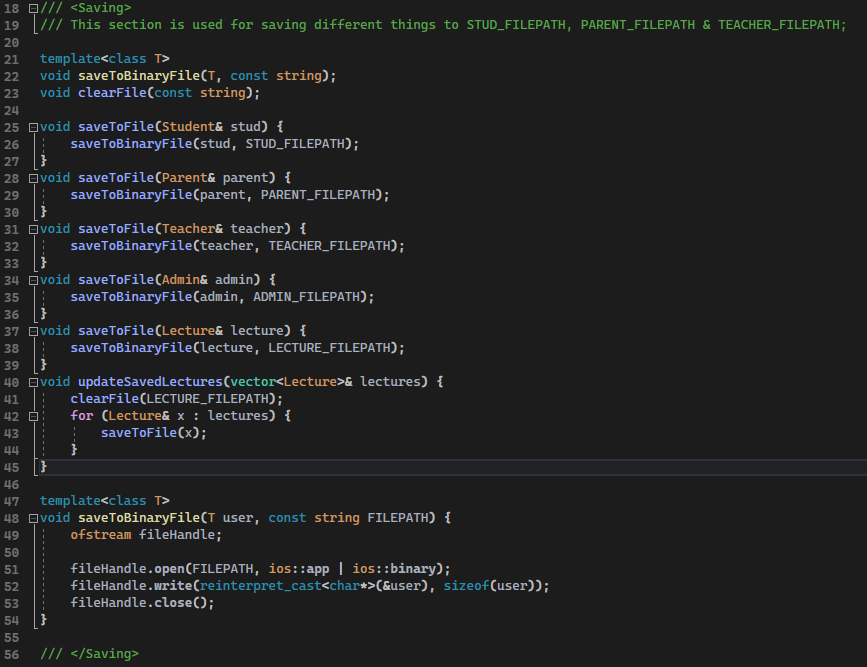 18 /// <Saving>
19 /// This section is used for saving different things to STUD_FILEPATH, PARENT_FILEPATH & TEACHER_FILEPATH;
20
21 template<class T>
22 void saveToBinaryFile(T, const string);
23 void clearFile(const string);
24
25 void saveToFile(Student& stud) {
26     saveToBinaryFile(stud, STUD_FILEPATH);
27 }
28 void saveToFile(Parent& parent) {
29     saveToBinaryFile(parent, PARENT_FILEPATH);
30 }
31 void saveToFile(Teacher& teacher) {
32     saveToBinaryFile(teacher, TEACHER_FILEPATH);
33 }
34 void saveToFile(Admin& admin) {
35     saveToBinaryFile(admin, ADMIN_FILEPATH);
36 }
37 void saveToFile(Lecture& lecture) {
38     saveToBinaryFile(lecture, LECTURE_FILEPATH);
39 }
40 void updateSavedLectures(vector<Lecture>& lectures) {
41     clearFile(LECTURE_FILEPATH);
42     for (Lecture& x : lectures) {
43         saveToFile(x);
44     }
45 }
46
47 template<class T>
48 void saveToBinaryFile(T user, const string FILEPATH) {
49     ofstream fileHandle;
50
51     fileHandle.open(FILEPATH, ios::app | ios::binary);
52     fileHandle.write(reinterpret_cast<char*>(&user), sizeof(user));
53     fileHandle.close();
54 }
55
56 /// </Saving>